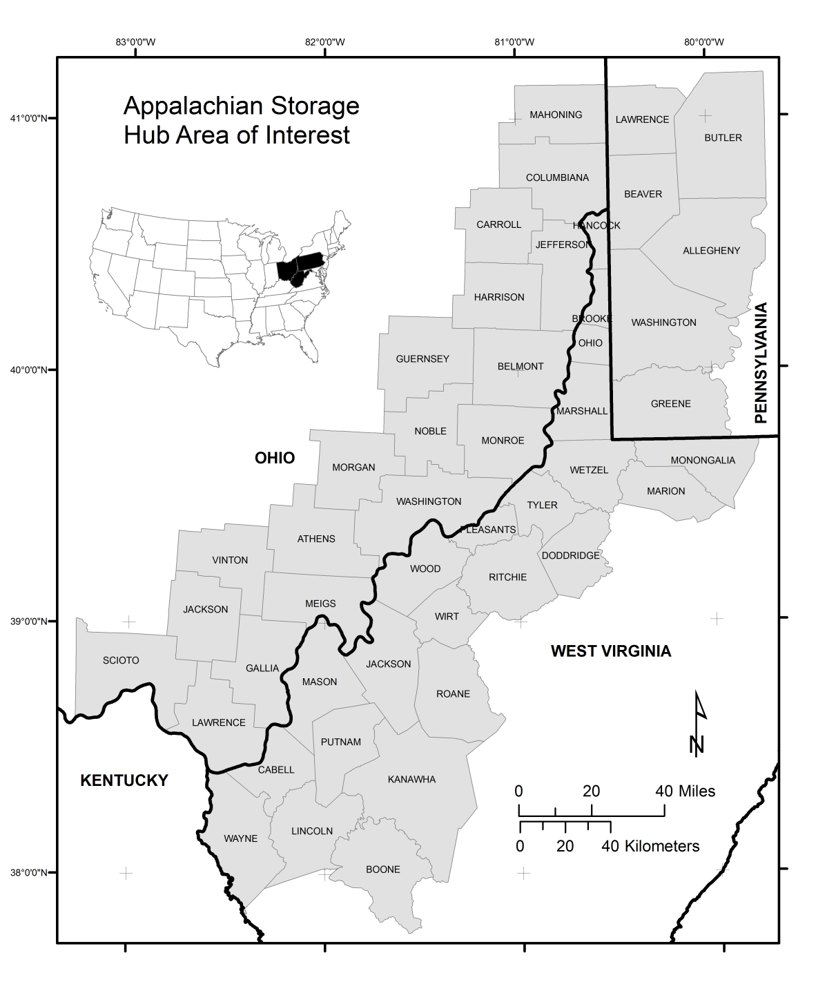 83°0'0"W
82°0'0"W
81°0'0"W
80°0'0"W
Appalachian Storage
Hub Area of Interest
41°0'0"N
40°0'0"N
39°0'0"N
38°0'0"N
MAHONING
LAWRENCE
BUTLER
COLUMBIANA
BEAVER
CARROLL
HANCOCK
JEFFERSON
ALLEGHENY
HARRISON
BROOKE
WASHINGTON
OHIO
GUERNSEY
BELMONT
PENNSYLVANIA
GREENE
MARSHALL
NOBLE
MONROE
OHIO
MORGAN
MONONGALIA
WETZEL
MARION
WASHINGTON
TYLER
PLEASANTS
ATHENS
DODDRIDGE
VINTON
WOOD
RITCHIE
MEIGS
JACKSON
WIRT
WEST VIRGINIA
SCIOTO
GALLIA
JACKSON
MASON
ROANE
LAWRENCE
PUTNAM
N
CABELL
KENTUCKY
KANAWHA
0 20 40 Miles
LINCOLN
WAYNE
0 20 40 Kilometers
BOONE